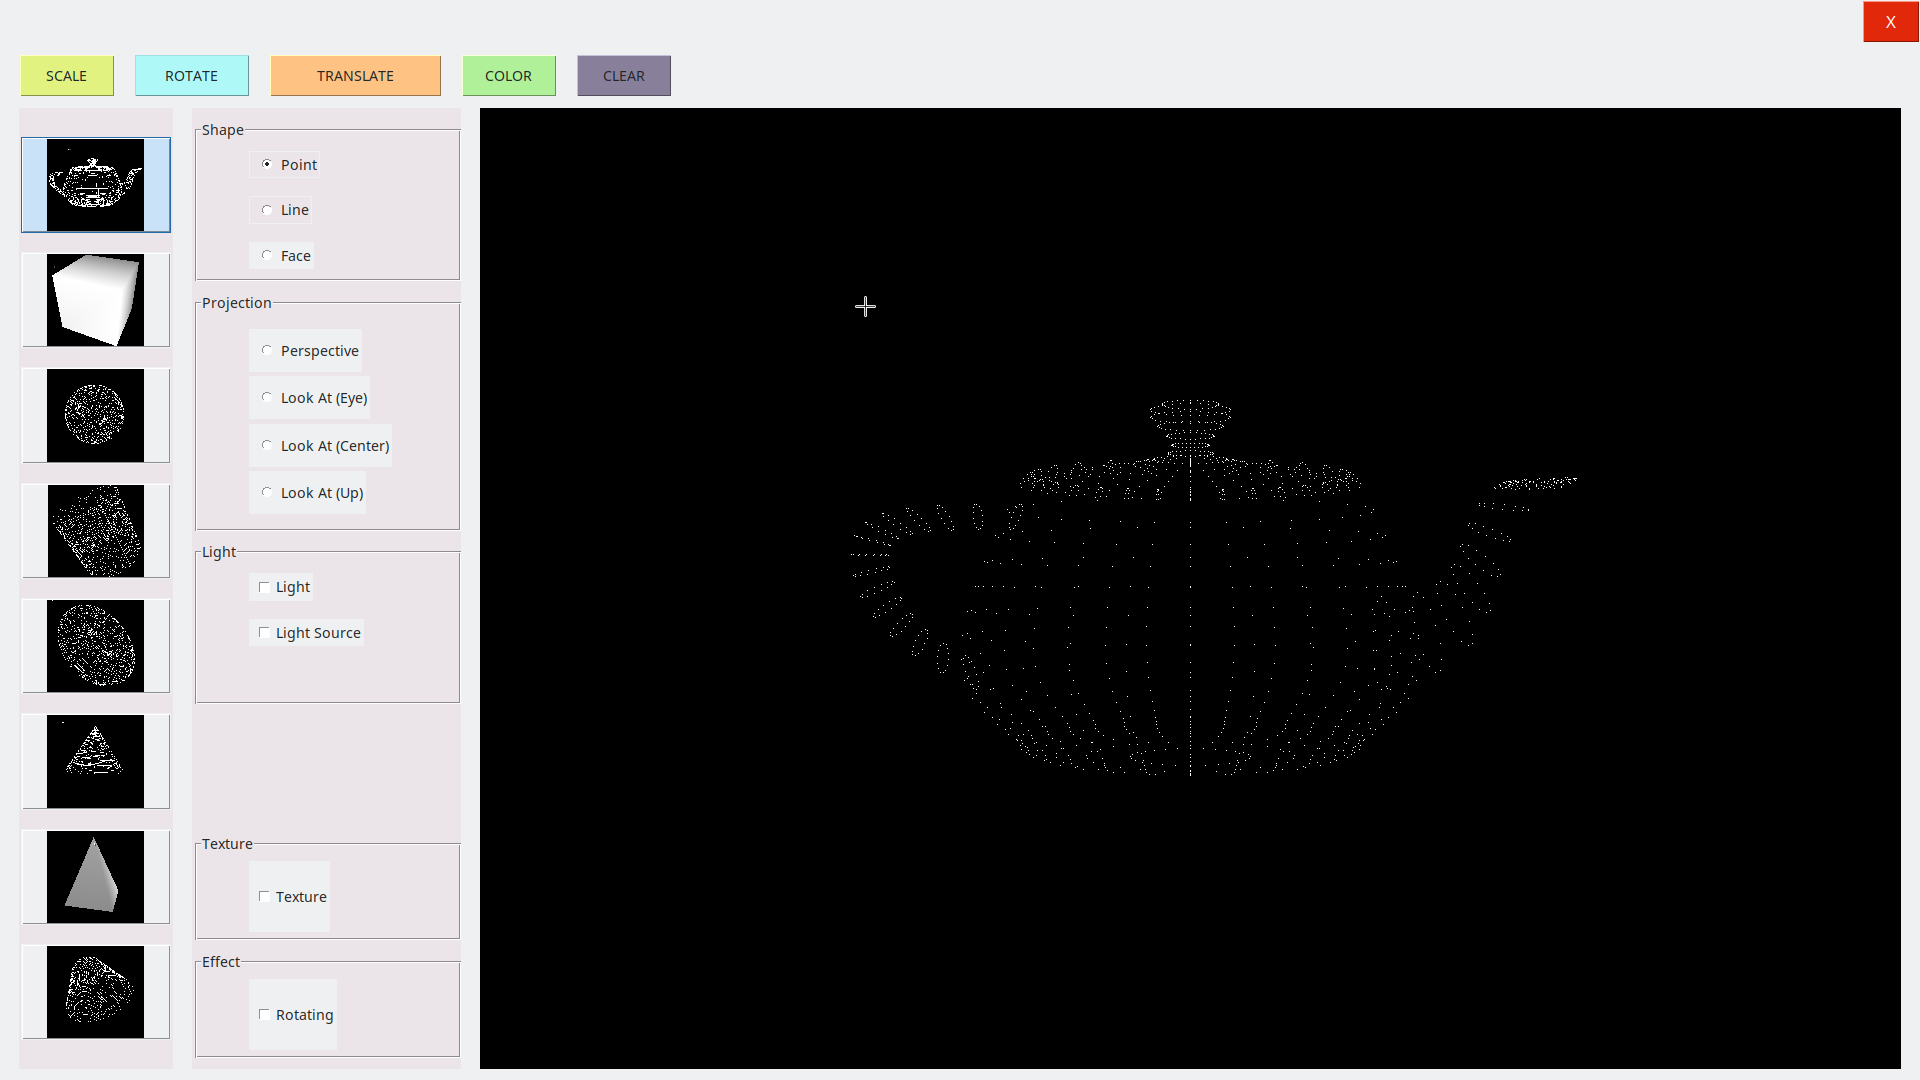 X
SCALE ROTATE TRANSLATE COLOR CLEAR
Shape
Point
Line
Face
Projection
Perspective
Look At (Eye)
Look At (Center)
Look At (Up)
Light
Light
Light Source
Texture
Texture
Effect
Rotating